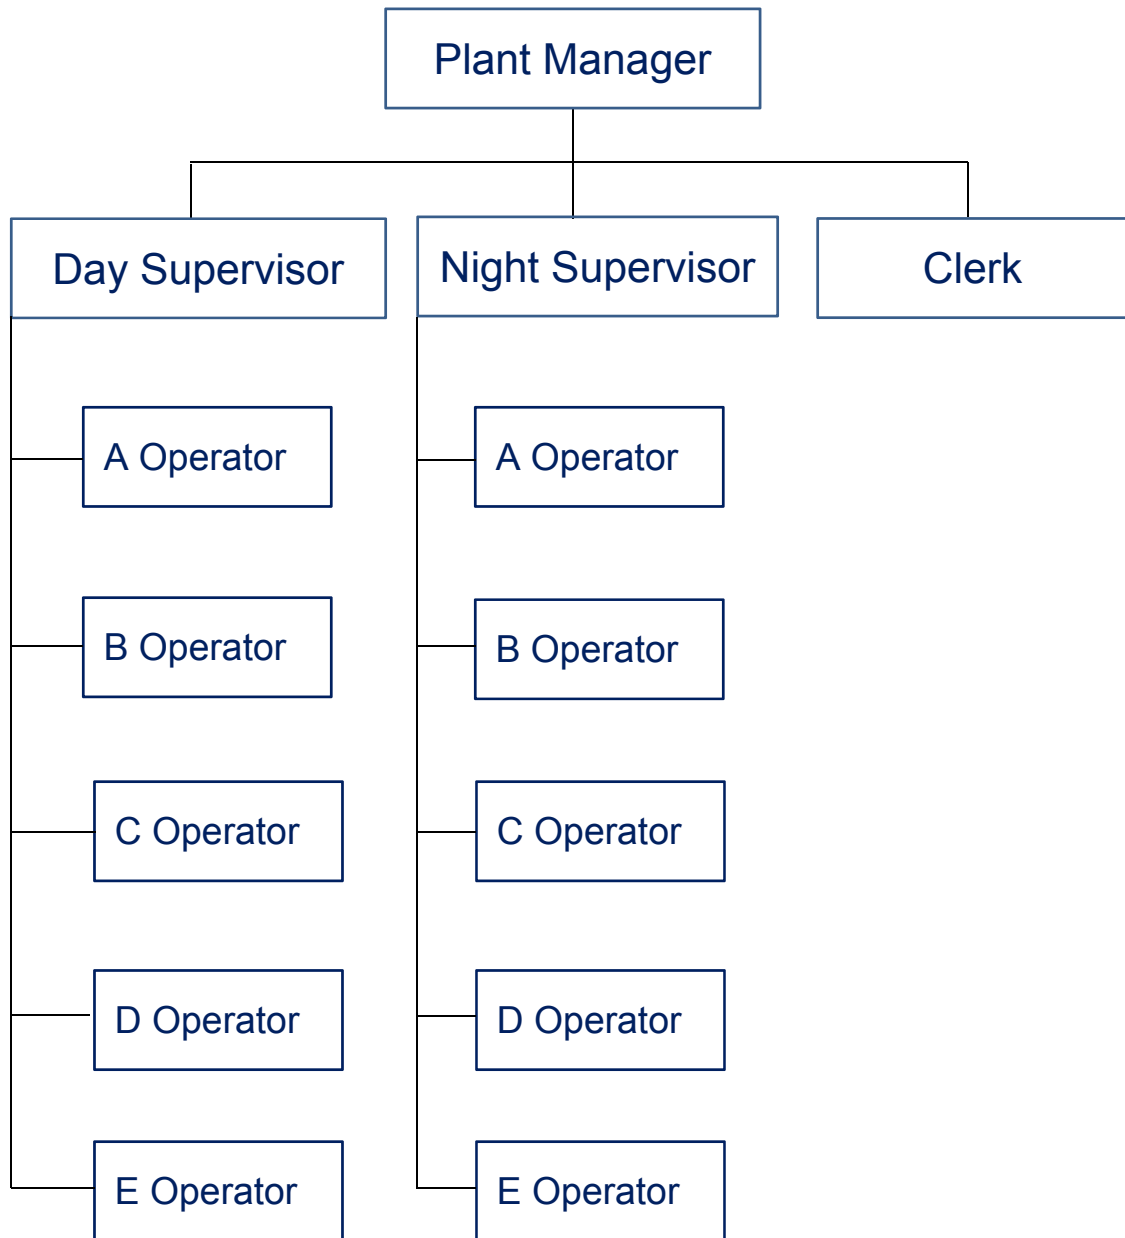 Plant Manager
Day Supervisor
Night Supervisor
Clerk
A Operator
A Operator
B Operator
B Operator
C Operator
C Operator
D Operator
D Operator
E Operator
E Operator